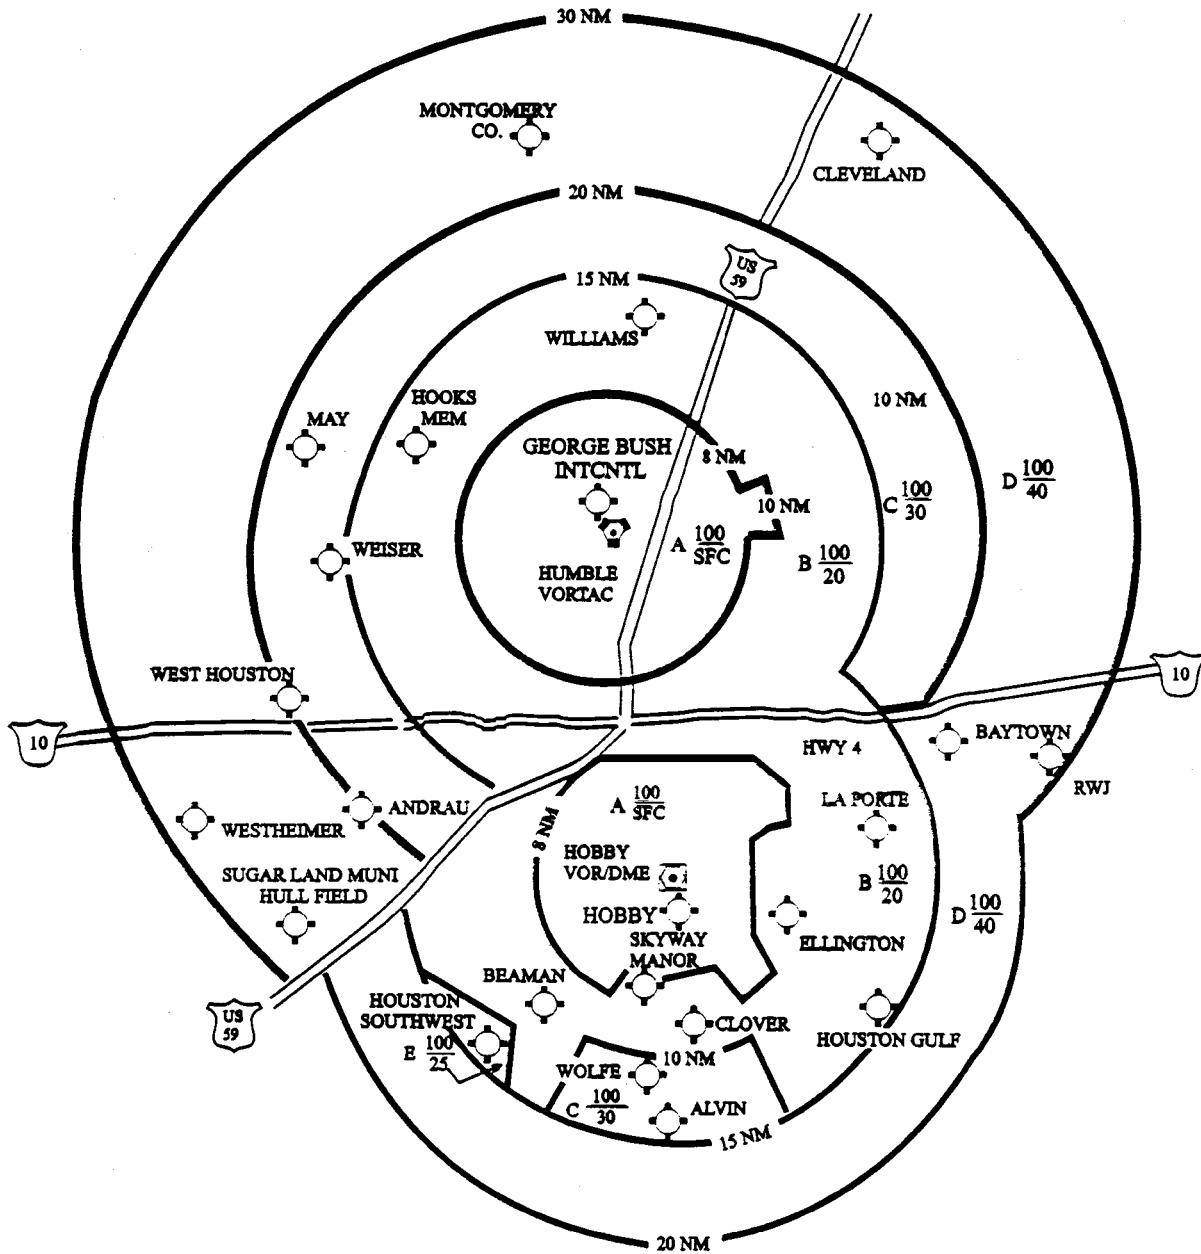 30 NM
MONTGOMERY
CO.
CLEVELAND
20 NM
US
59
15 NM
WILLIAMS
10 NM
HOOKS
MEM
MAY
GEORGE BUSH
INTCNTL
8 NM
D 100
40
C 100
30
10 NM
A 100
SFC
B 100
20
WEISER
HUMBLE
VORTAC
WEST HOUSTON
10
10
HWY 4
BAYTOWN
RWJ
LA PORTE
A 100
SFC
ANDRAU
WESTHEIMER
8 NM
HOBBY
VOR/DME
SUGAR LAND MUNI
HULL FIELD
B 100
20
HOBBY
D 100
40
SKYWAY
MANOR
ELLINGTON
BEAMAN
HOUSTON
SOUTHWEST
US
59
CLOVER
HOUSTON GULF
E 100
25
10 NM
WOLFE
C 100
30
ALVIN
15 NM
20 NM